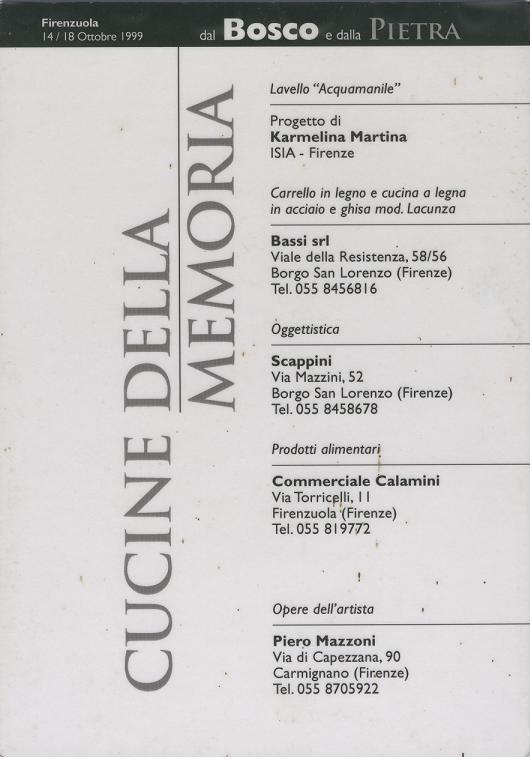 Firenzuola
14 / 18 Ottobre 1999
dal Bosco e dalla PIETRA
CUCINE DELLA
MEMORIA
Lavello “Acquamanile”
Progetto di
Karmelina Martina
ISIA - Firenze
Carrello in legno e cucina a legna
in acciaio e ghisa mod. Lacunza
Bassi srl
Viale della Resistenza, 58/56
Borgo San Lorenzo (Firenze)
Tel. 055 8456816
Oggettistica
Scappini
Via Mazzini, 52
Borgo San Lorenzo (Firenze)
Tel. 055 8458678
Prodotti alimentari
Commerciale Calamini
Via Torricelli, 11
Firenzuola (Firenze)
Tel. 055 819772
Opere dell'artista
Piero Mazzoni
Via di Capezzana, 90
Carmignano (Firenze)
Tel. 055 8705922